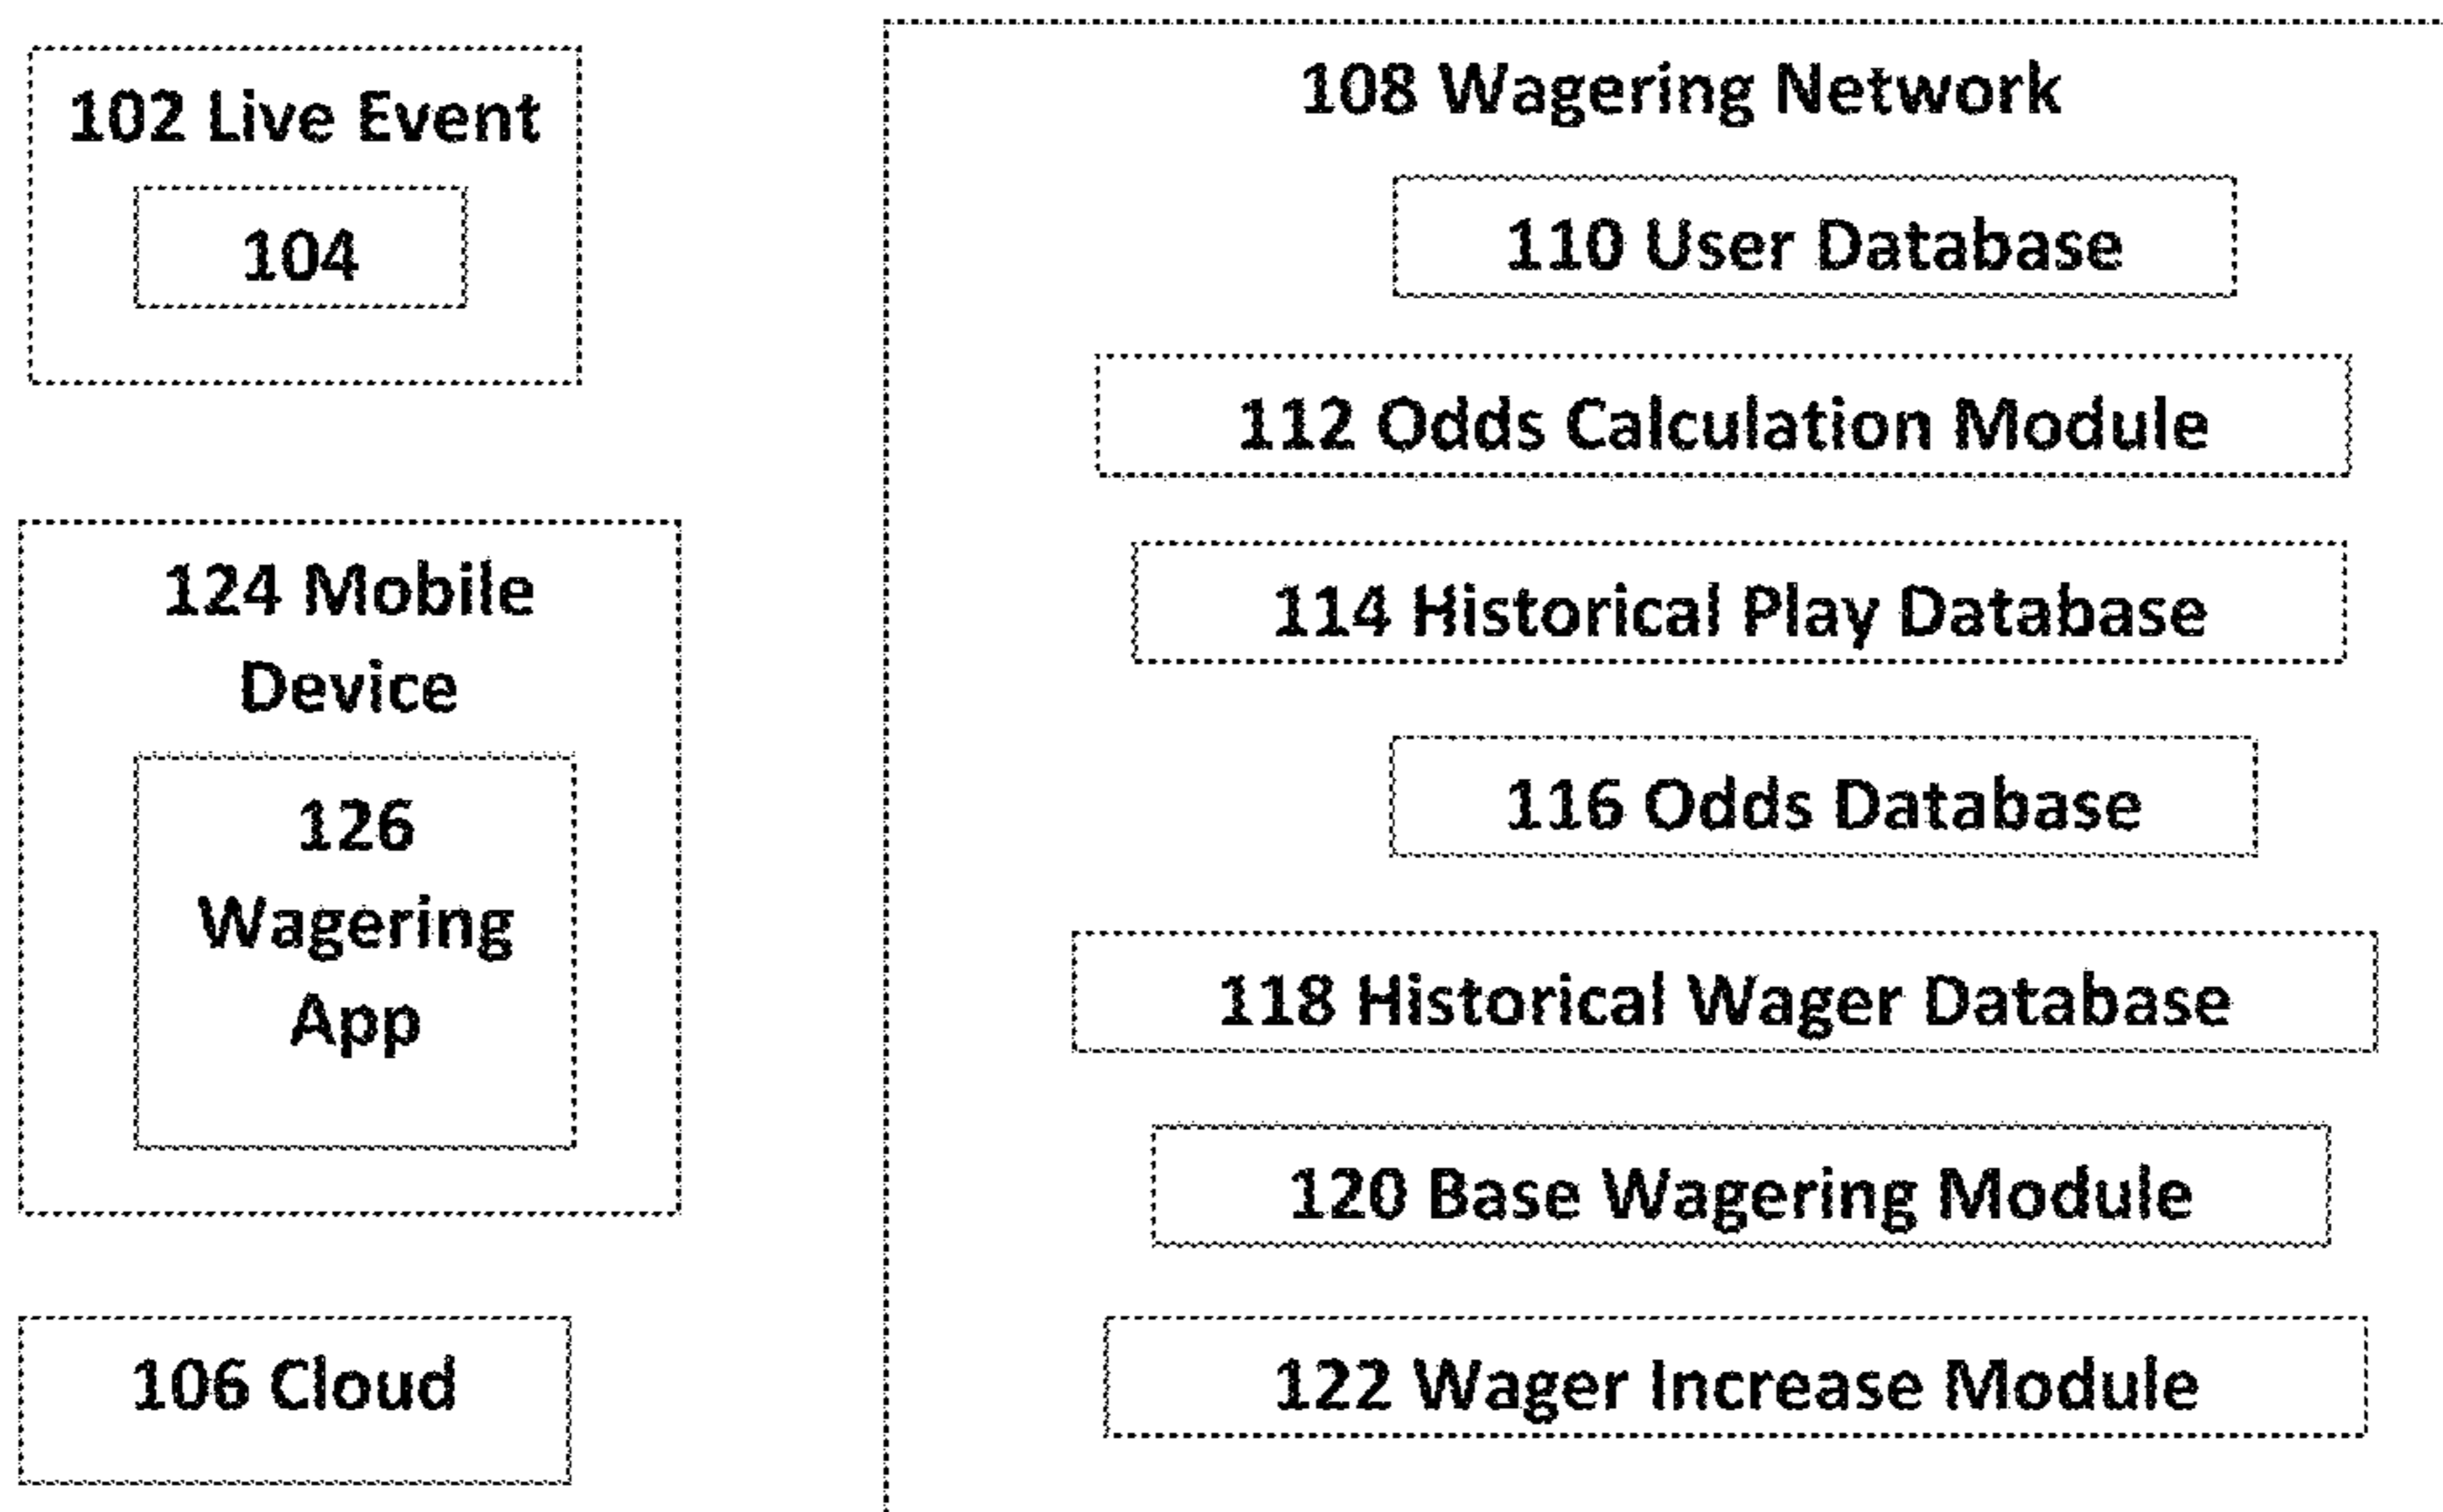 102 Live Event
104
124 Mobile
Device
126
Wagering
App
106 Cloud
108 Wagering Network
110 User Database
112 Odds Calculation Module
114 Historical Play Database
116 Odds Database
118 Historical Wager Database
120 Base Wagering Module
122 Wager Increase Module